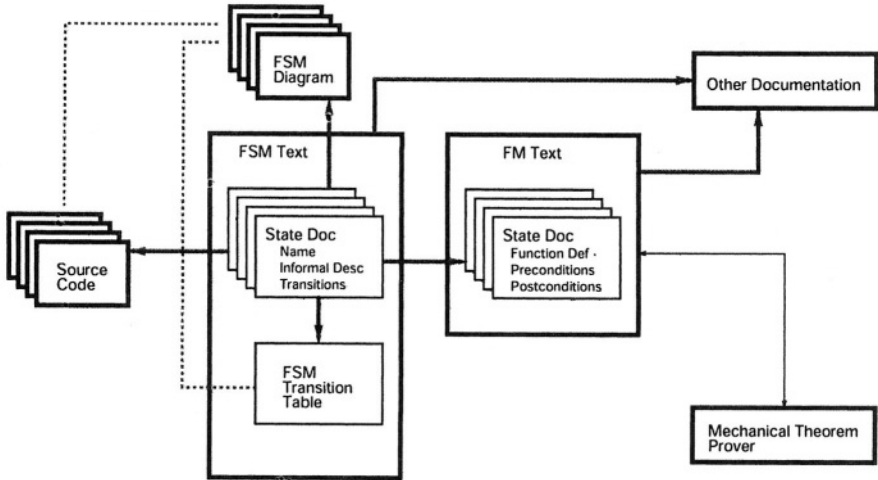 FSM
Diagram
Other Documentation
FSM Text
FM Text
State Doc
Name
Informal Desc
Transitions
State Doc
Function Def
Preconditions
Postconditions
Source
Code
FSM
Transition
Table
Mechanical Theorem
Prover